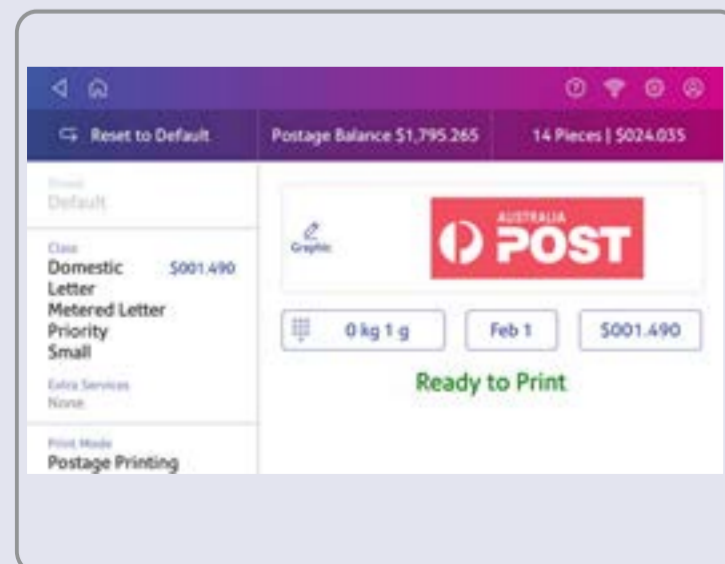 Reset to Default
Postage Balance $1,795.265
14 Pieces | $024.035
Preset
Default
Class
Domestic $001.490
Letter
Metered Letter
Priority
Small
Extra Services
None
Print Mode
Postage Printing
Graphic
AUSTRALIA
POST
0 kg 1 g
Feb 1
$001.490
Ready to Print